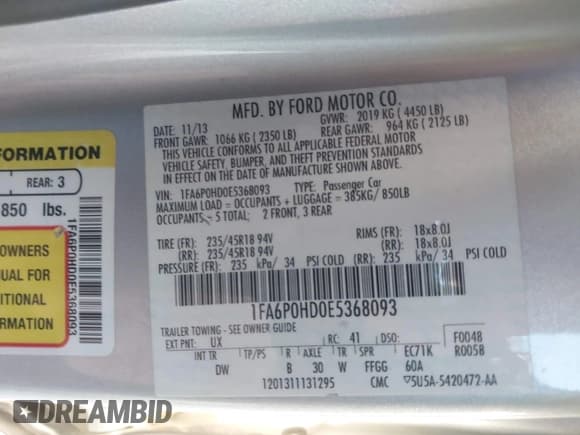 MFD. BY FORD MOTOR CO.
DATE: 11/13 GVWR: 2019 KG ( 4450 LB)
FRONT GAWR: 1066 KG ( 2350 LB) REAR GAWR: 964 KG ( 2125 LB)
THIS VEHICLE CONFORMS TO ALL APPLICABLE FEDERAL MOTOR
VEHICLE SAFETY, BUMPER, AND THEFT PREVENTION STANDARDS
IN EFFECT ON THE DATE OF MANUFACTURE SHOWN ABOVE.
VIN: 1FA6P0HD0E5368093 TYPE: Passenger Car
MAXIMUM LOAD = OCCUPANTS + LUGGAGE = 385KG/ 850LB
OCCUPANTS: 5 TOTAL; 2 FRONT, 3 REAR
TIRE (FR): 235/45R18 94V RIMS (FR): 18x8.0J
(RR): 235/45R18 94V (RR): 18x8.0J
PRESSURE (FR): 235 kPa/ 34 PSI COLD (RR): 235 kPa/ 34 PSI COLD
1FA6P0HD0E5368093
TRAILER TOWING - SEE OWNER GUIDE
EXT PNT: UX RC: 41 DSO: F0048
INT TR TP/PS R AXLE TR SPR EC71K R0058
DW B 30 W FFGG 60A
1201311131295 CMC 5U5A-5420472-AA
FORMATION
REAR: 3
850 lbs.
OWNERS
UAL FOR
ITIONAL
FORMATION
1FA6P0HD0E5368093
DREAMBID